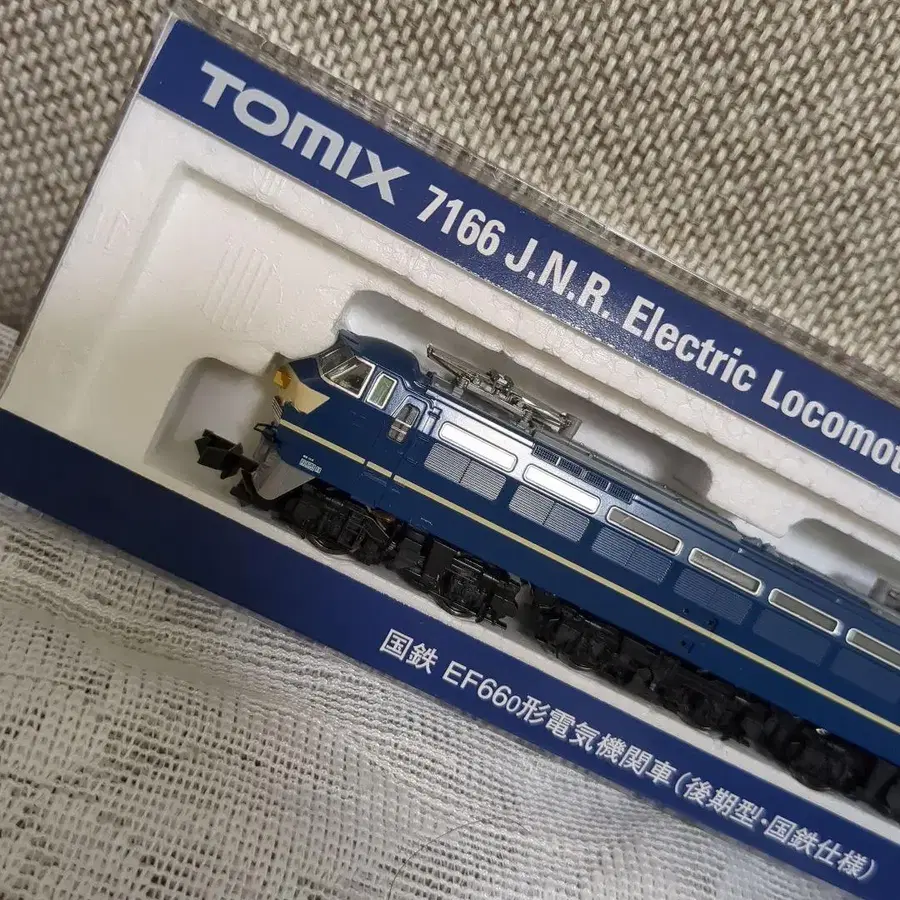 TOMIX 7166 J.N.R. Electric Locomot
国鉄 EF660形電気機関車(後期型・国鉄仕様)